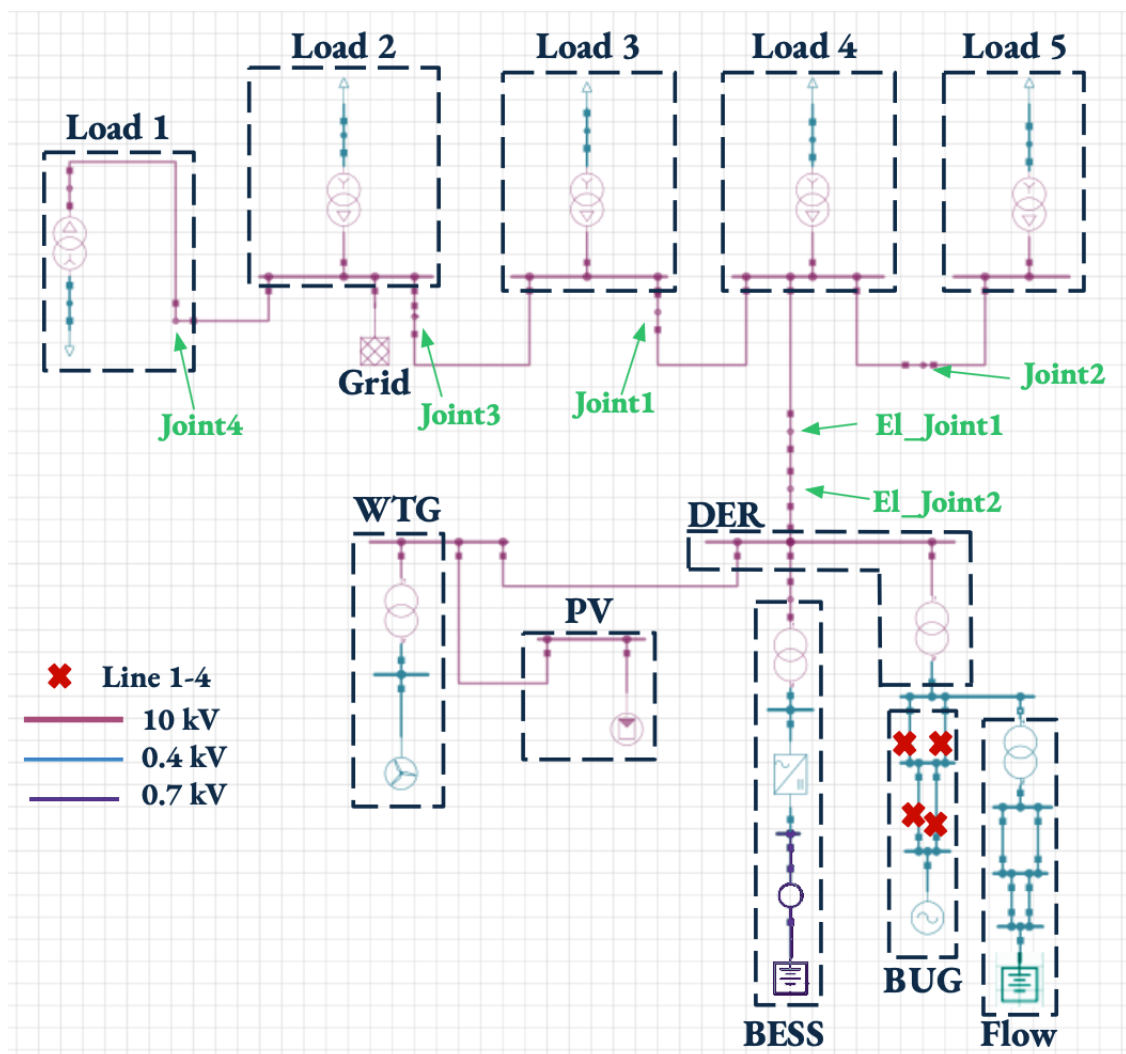 Load 2
Load 3
Load 4
Load 5
Load 1
Grid
Joint4
Joint3
Joint1
Joint2
El_Joint1
El_Joint2
WTG
DER
PV
Line 1-4
10 kV
0.4 kV
0.7 kV
BESS
BUG
Flow